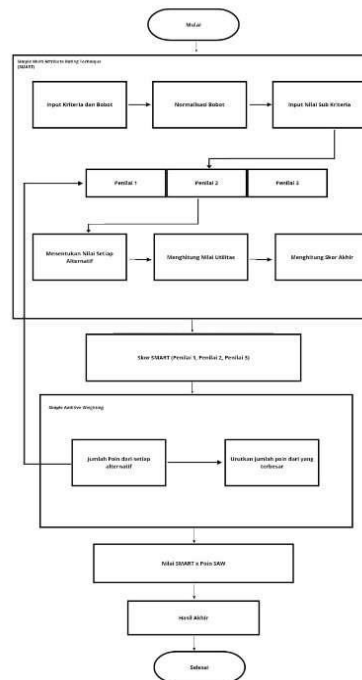 Mulai
Simple Multi Attribute Rating Technique
(SMART)
Input Kriteria dan Bobot
Normalisasi Bobot
Input Nilai Sub Kriteria
Penilai 1
Penilai 2
Penilai 3
Menentukan Nilai Setiap
Alternatif
Menghitung Nilai Utilitas
Menghitung Skor Akhir
Skor SMART (Penilai 1, Penilai 2, Penilai 3)
Simple Additive Weighting
Jumlah Poin dari setiap
alternatif
Urutkan jumlah poin dari yang
terbesar
Nilai SMART x Poin SAW
Hasil Akhir
Selesai